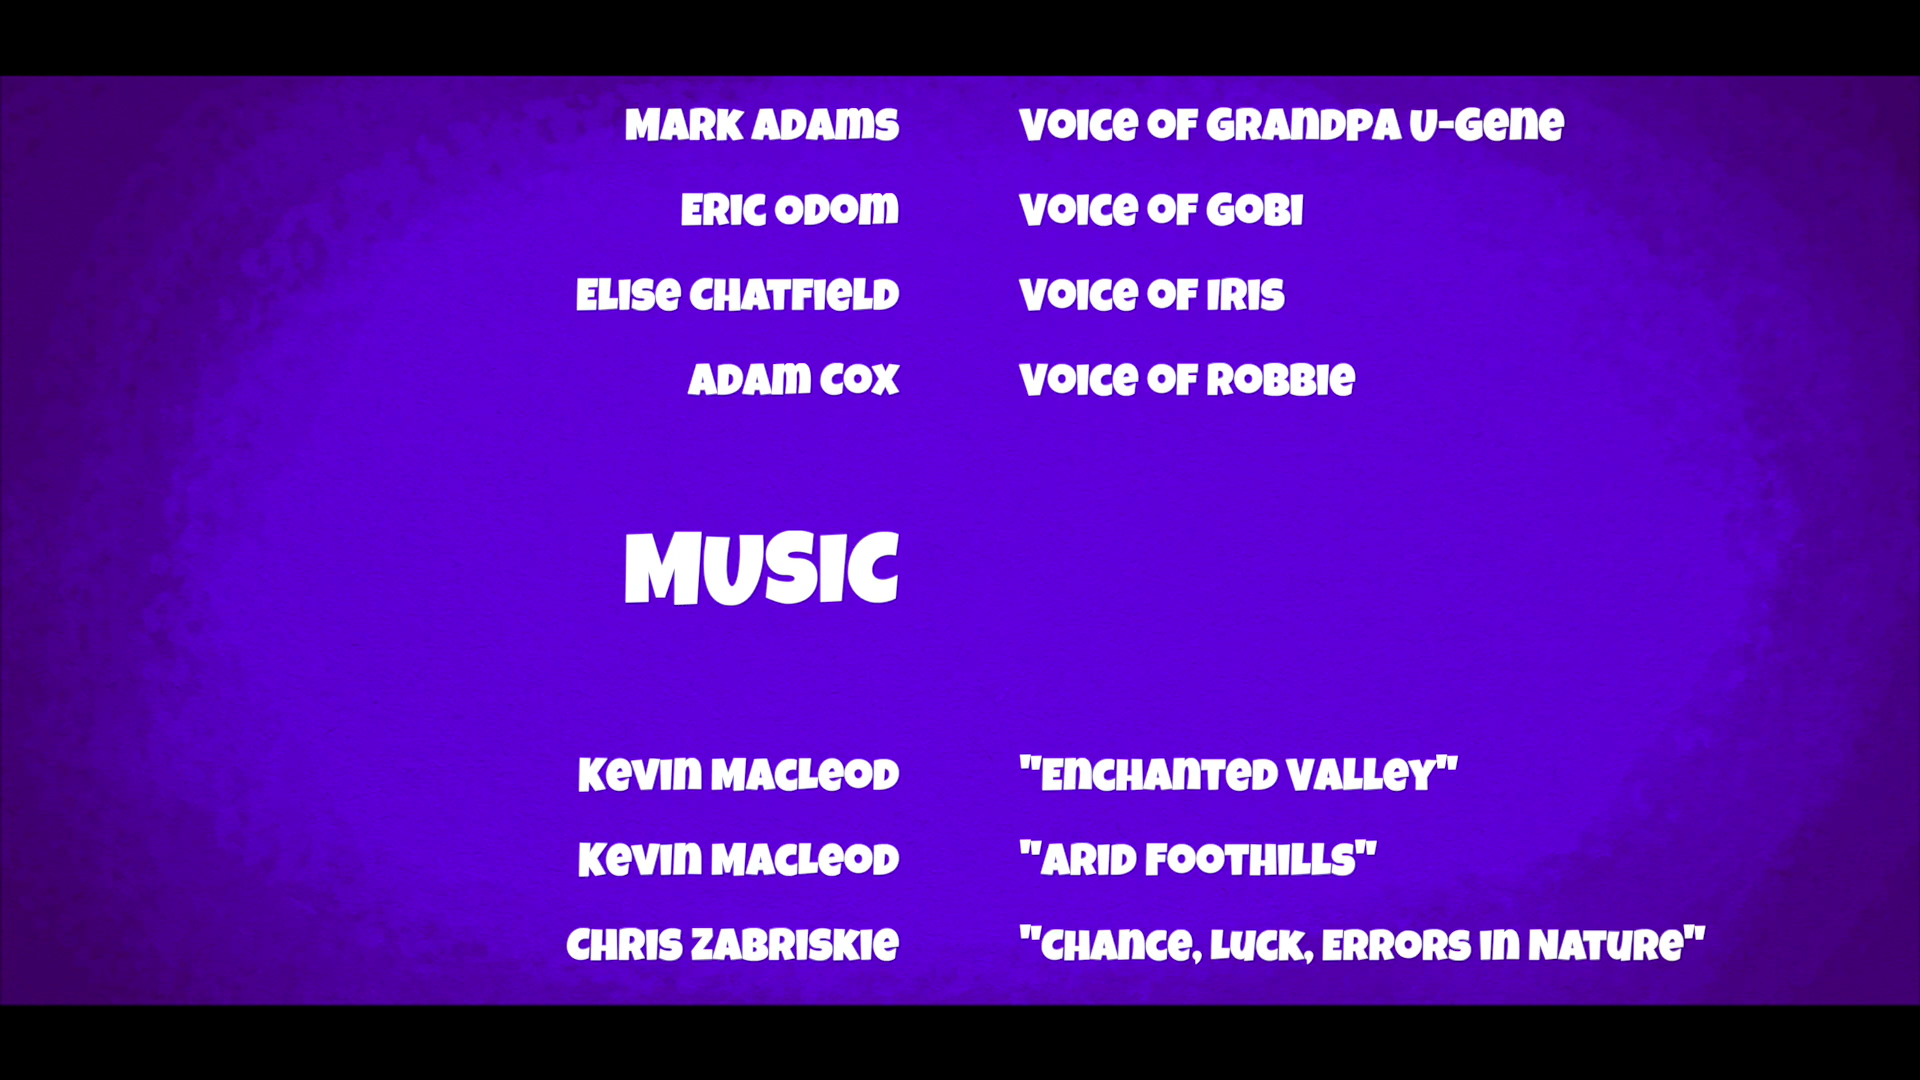 Mark Adams Voice of Grandpa U-Gene
Eric Odom Voice of Gobi
Elise Chatfield Voice of Iris
Adam Cox Voice of Robbie
Music
Kevin MacLeod "Enchanted Valley"
Kevin MacLeod "Arid Foothills"
Chris Zabriskie "Chance, Luck, Errors in Nature"